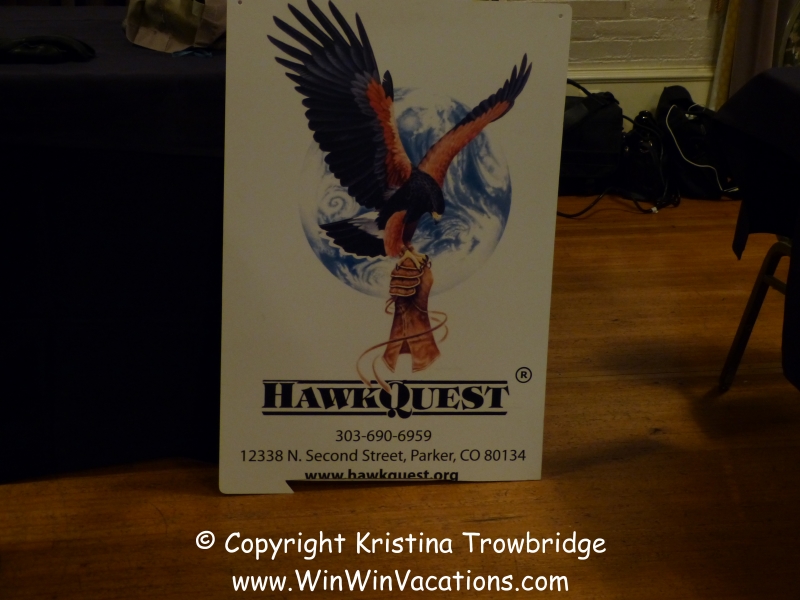 HAWKQUEST ®
303-690-6959
12338 N. Second Street, Parker, CO 80134
www.hawkquest.org
© Copyright Kristina Trowbridge
www.WinWinVacations.com